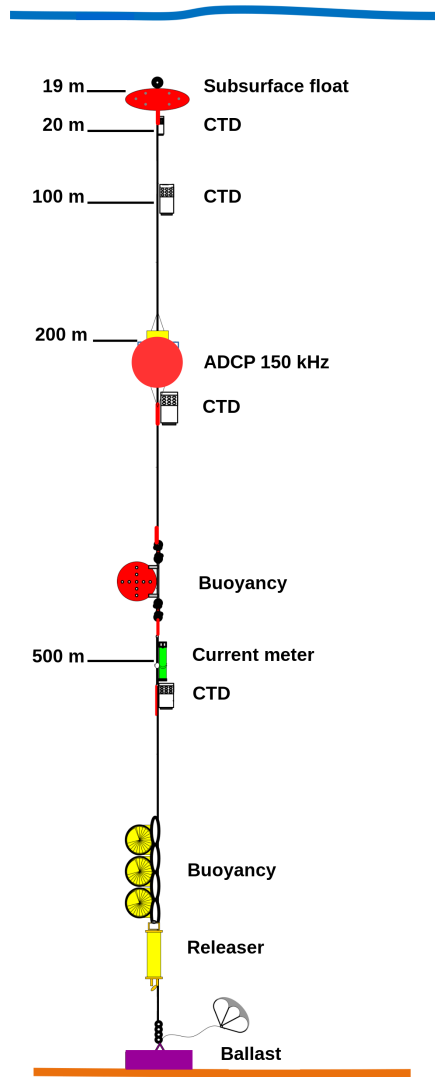 19 m Subsurface float
20 m CTD
100 m CTD
200 m
ADCP 150 kHz
CTD
Buoyancy
500 m Current meter
CTD
Buoyancy
Releaser
Ballast